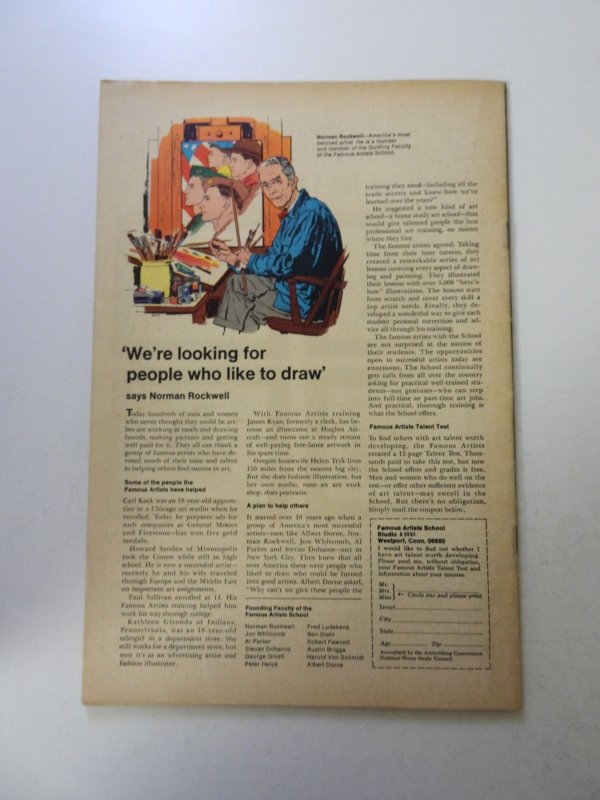 Norman Rockwell—America's most
beloved artist. He is a founder
and member of the Guiding Faculty
of the Famous Artists School.
'We're looking for
people who like to draw'
says Norman Rockwell
Today hundreds of men and women
who never thought they could be art-
ists are working at easels and drawing
boards, making pictures and getting
well paid for it. They all can thank a
group of famous artists who have de-
voted much of their time and talent
to helping others find success in art.
Some of the people the
Famous Artists have helped
Carl Kock was an 18-year-old appren-
tice in a Chicago art studio when he
enrolled. Today he prepares ads for
such companies as General Motors
and Firestone—has won five gold
medals.
Howard Sanden of Minneapolis
took the Course while still in high
school. He is now a successful artist—
recently he and his wife traveled
through Europe and the Middle East
on important art assignments.
Paul Sullivan enrolled at 14. His
Famous Artists training helped him
work his way through college.
Kathleen Gironda of Indiana,
Pennsylvania, was an 18-year-old
salesgirl in a department store. She
still works for a department store, but
now it's as an advertising artist and
fashion illustrator.
With Famous Artists training
James Ryan, formerly a clerk, has be-
come an illustrator at Hughes Air-
craft—and turns out a steady stream
of well-paying free-lance artwork in
his spare time.
Oregon housewife Helen Tryk lives
150 miles from the nearest big city.
But she does fashion illustration, has
her own studio, runs an art work
shop, does portraits.
A plan to help others
It started over 18 years ago when a
group of America's most successful
artists—men like Albert Dorne, Nor-
man Rockwell, Jon Whitcomb, Al
Parker and Stevan Dohanos—met in
New York City. They knew that all
over America there were people who
liked to draw who could be turned
into good artists. Albert Dorne asked,
"Why can't we give these people the
Founding Faculty of the
Famous Artists School
Norman Rockwell
Jon Whitcomb
Al Parker
Stevan Dohanos
George Giusti
Peter Helck
Fred Ludekens
Ben Stahl
Robert Fawcett
Austin Briggs
Harold Von Schmidt
Albert Dorne
training they need—including all the
trade secrets and know-how we've
learned over the years?"
He suggested a new kind of art
school—a home study art school—that
would give talented people the best
professional art training, no matter
where they live.
The famous artists agreed. Taking
time from their busy careers, they
created a remarkable series of art
lessons covering every aspect of draw-
ing and painting. They illustrated
their lessons with over 5,000 "here's-
how" illustrations. The lessons start
from scratch and cover every skill a
top artist needs. Finally, they de-
veloped a wonderful way to give each
student personal correction and ad-
vice all through his training.
The famous artists with the School
are not surprised at the success of
their students. The opportunities
open to successful artists today are
enormous. The School continually
gets calls from all over the country
asking for practical well-trained stu-
dents—not geniuses—who can step
into full-time or part-time art jobs.
And practical, thorough training is
what the School offers.
Famous Artists Talent Test
To find others with art talent worth
developing, the Famous Artists
created a 12-page Talent Test. Thou-
sands paid to take this test, but now
the School offers and grades it free.
Men and women who do well on the
test—or offer other sufficient evidence
of art talent—may enroll in the
School. But there's no obligation.
Simply mail the coupon below.
Famous Artists School
Studio
Westport, Conn. 06880
I would like to find out whether I
have art talent worth developing.
Please send me, without obligation,
your Famous Artists Talent Test and
information about your courses.
Mr.
Mrs.
Miss ← Circle one and please print
Street
City
State
Age Zip
Accredited by the Accrediting Commission
National Home Study Council